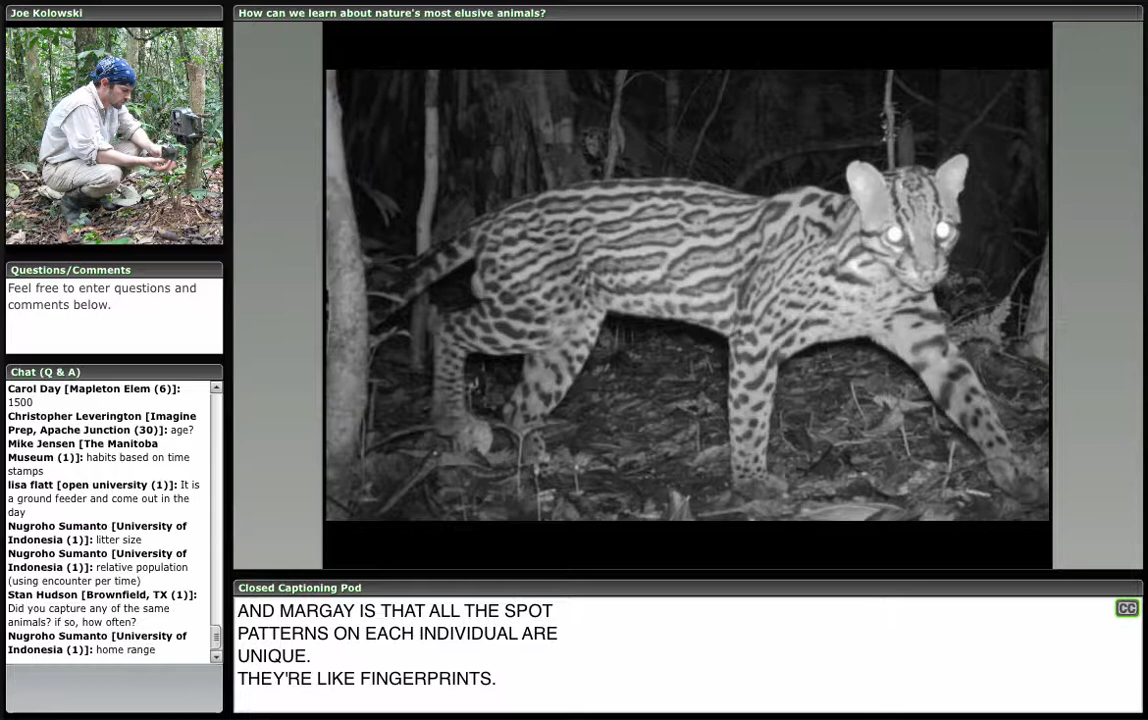 Joe Kolowski
How can we learn about nature's most elusive animals?
Questions/Comments
Feel free to enter questions and
comments below.
Chat (Q & A)
Carol Day [Mapleton Elem (6)]:
1500
Christopher Leverington [Imagine
Prep, Apache Junction (30)]: age?
Mike Jensen [The Manitoba
Museum (1)]: habits based on time
stamps
lisa flatt [open university (1)]: It is
a ground feeder and come out in the
day
Nugroho Sumanto [University of
Indonesia (1)]: litter size
Nugroho Sumanto [University of
Indonesia (1)]: relative population
(using encounter per time)
Stan Hudson [Brownfield, TX (1)]:
Did you capture any of the same
animals? if so, how often?
Nugroho Sumanto [University of
Indonesia (1)]: home range
Closed Captioning Pod
AND MARGAY IS THAT ALL THE SPOT
PATTERNS ON EACH INDIVIDUAL ARE
UNIQUE.
THEY'RE LIKE FINGERPRINTS.
CC